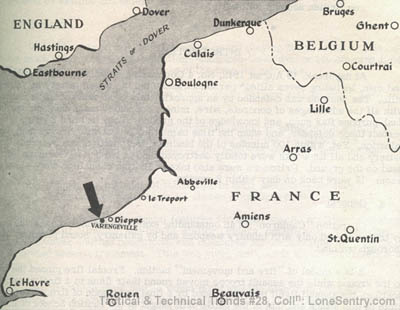 Dover
Bruges
ENGLAND
Dunkerque
Ghent
Hastings
STRAITS OF DOVER
Calais
BELGIUM
Eastbourne
Courtrai
Boulogne
Lille
Arras
Abbeville
le Treport
FRANCE
Dieppe
VARENGEVILLE
Amiens
St. Quentin
Le Havre
Rouen
Beauvais
Tactical & Technical Trends #28, Colln: LoneSentry.com